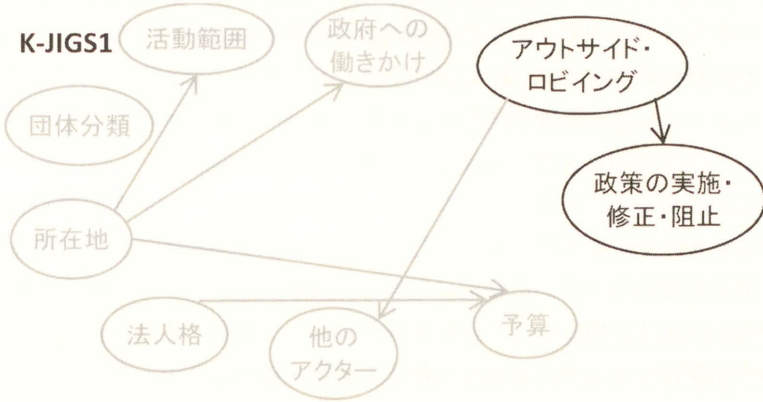 K-JIGS1
活動範囲
政府への
働きかけ
アウトサイド・
ロビイング
団体分類
政策の実施・
修正・阻止
所在地
法人格
他の
アクター
予算